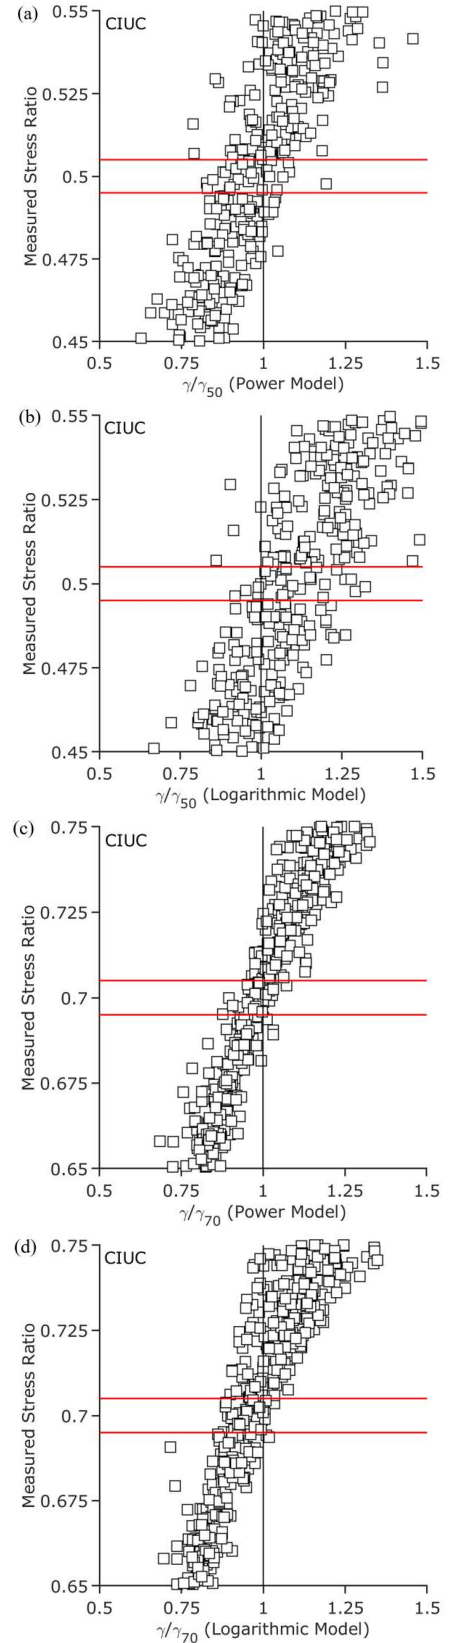 (a)
CIUC
Measured Stress Ratio
0.55
0.525
0.5
0.475
0.45
0.5 0.75 1 1.25 1.5
γ/γ50 (Power Model)
(b)
CIUC
Measured Stress Ratio
0.55
0.525
0.5
0.475
0.45
0.5 0.75 1 1.25 1.5
γ/γ50 (Logarithmic Model)
(c)
CIUC
Measured Stress Ratio
0.75
0.725
0.7
0.675
0.65
0.5 0.75 1 1.25 1.5
γ/γ70 (Power Model)
(d)
CIUC
Measured Stress Ratio
0.75
0.725
0.7
0.675
0.65
0.5 0.75 1 1.25 1.5
γ/γ70 (Logarithmic Model)